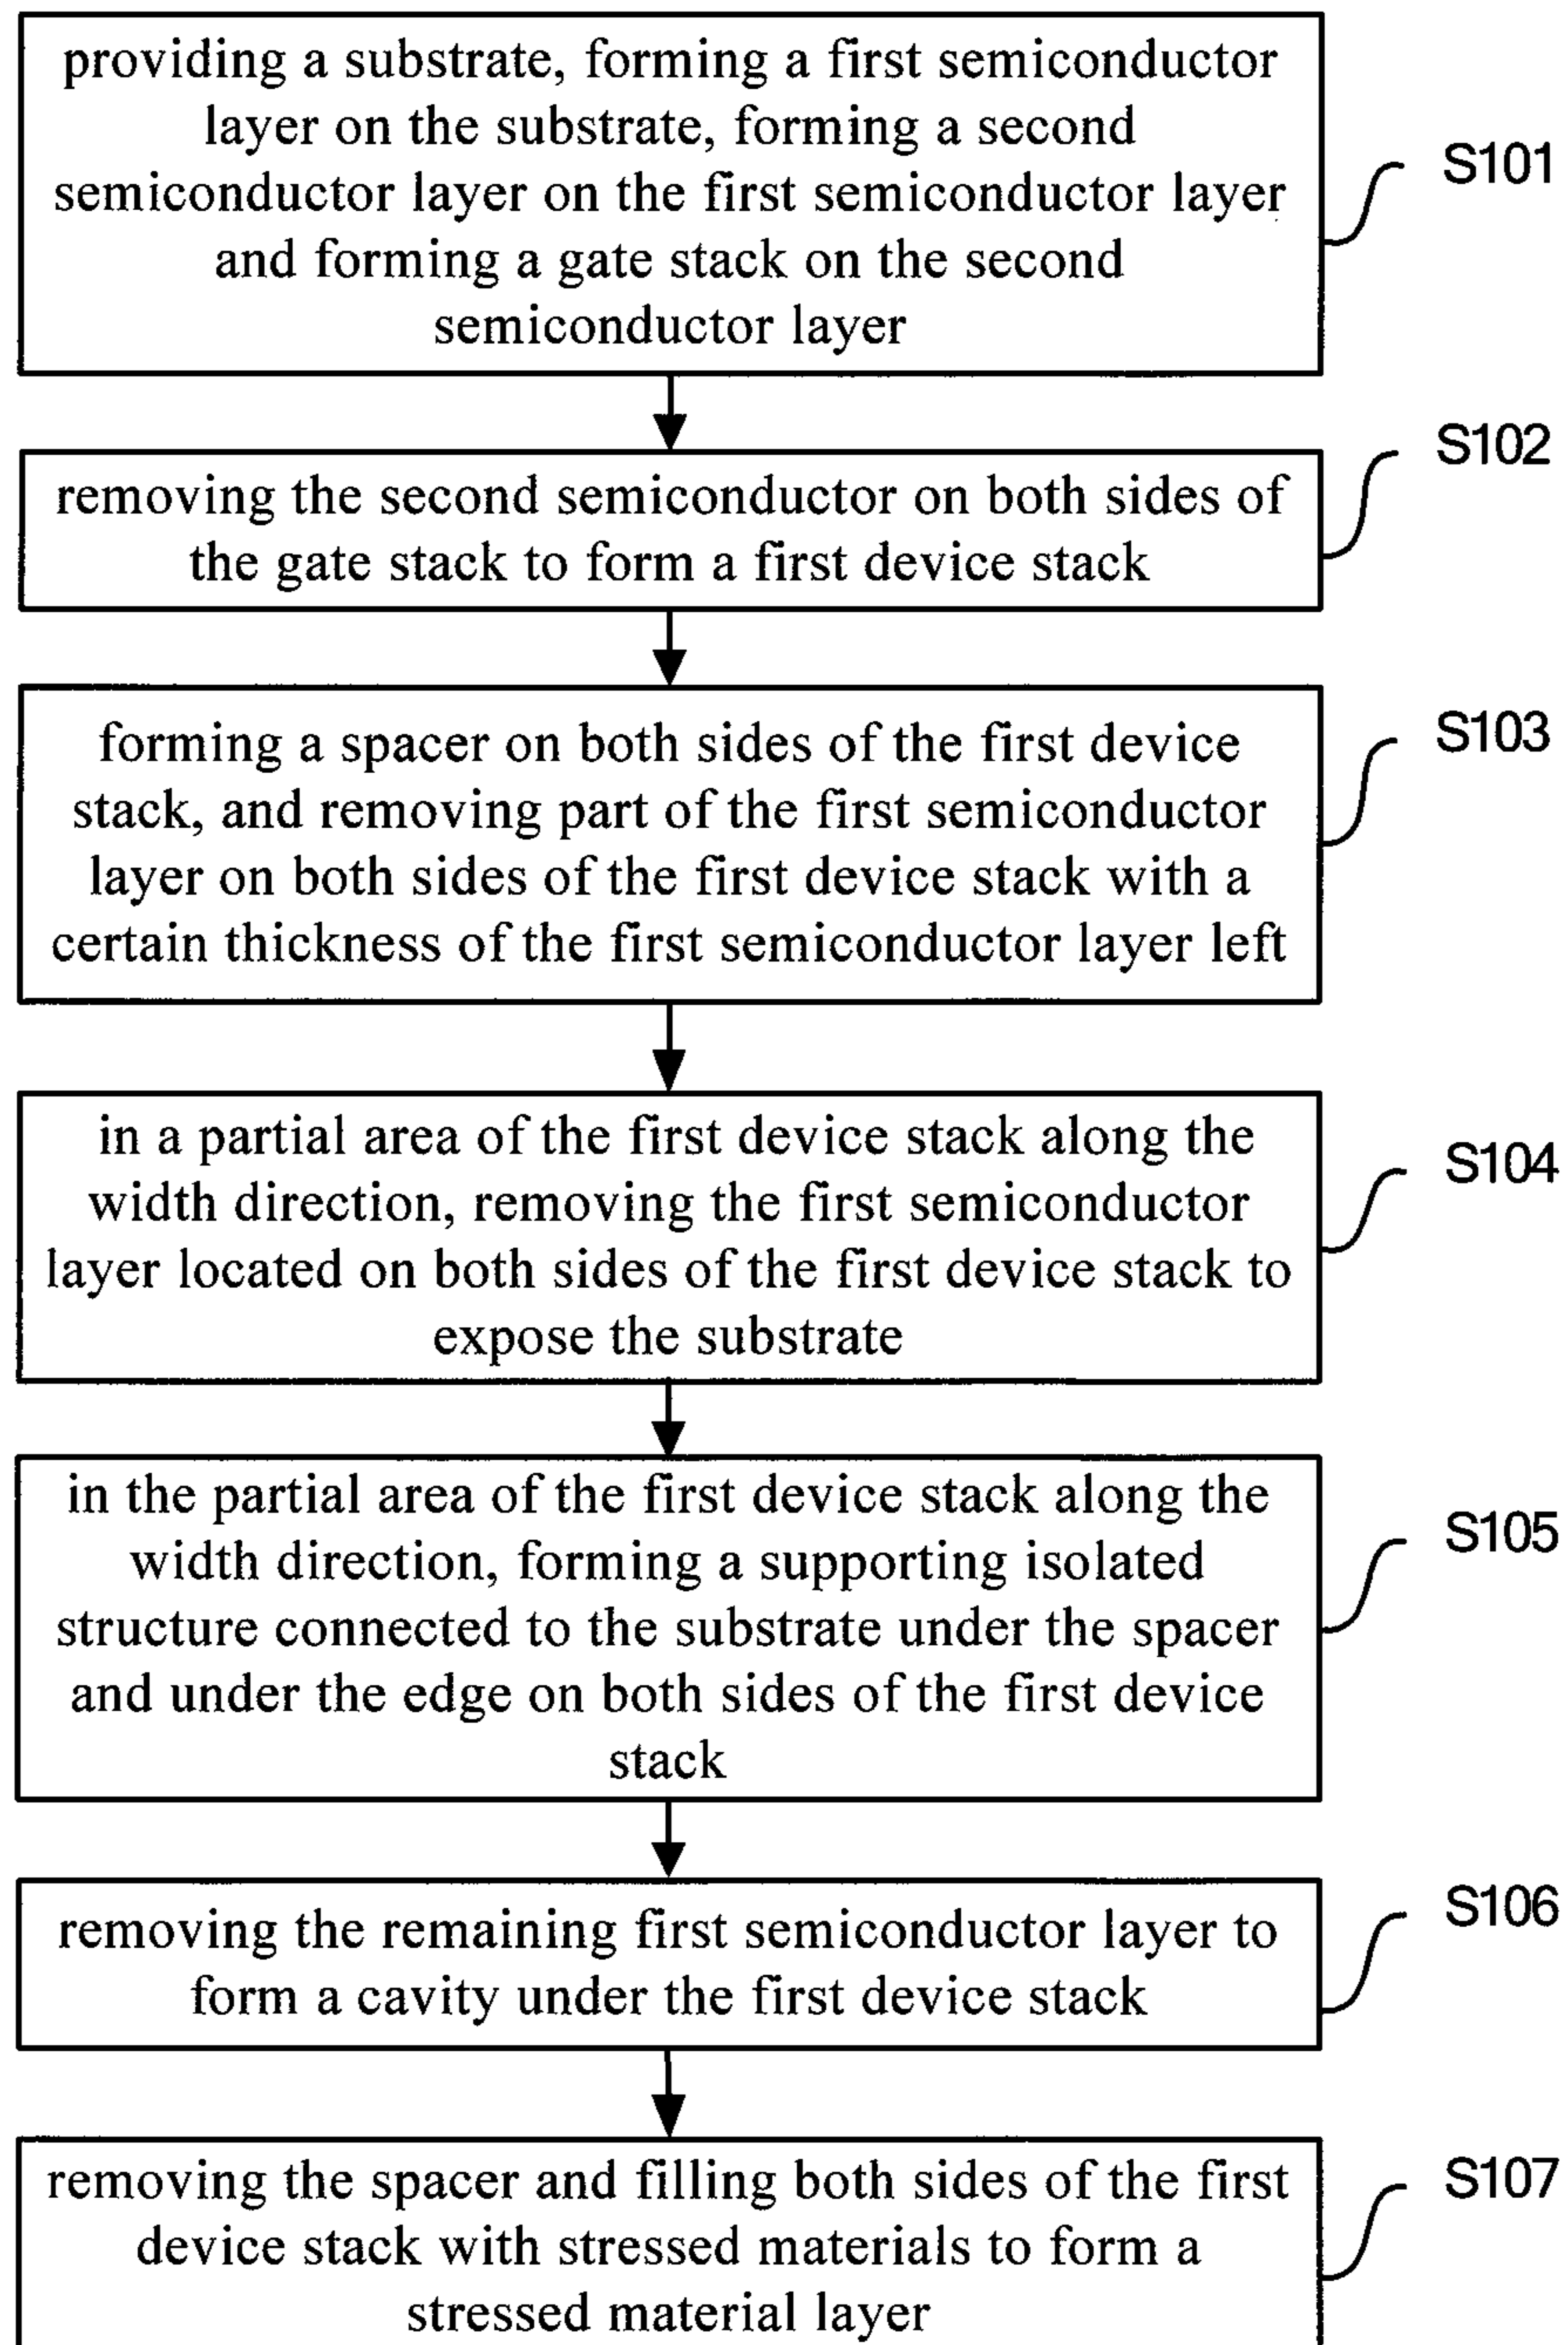 providing a substrate, forming a first semiconductor
layer on the substrate, forming a second
semiconductor layer on the first semiconductor layer
and forming a gate stack on the second
semiconductor layer
S101
removing the second semiconductor on both sides of
the gate stack to form a first device stack
S102
forming a spacer on both sides of the first device
stack, and removing part of the first semiconductor
layer on both sides of the first device stack with a
certain thickness of the first semiconductor layer left
S103
in a partial area of the first device stack along the
width direction, removing the first semiconductor
layer located on both sides of the first device stack to
expose the substrate
S104
in the partial area of the first device stack along the
width direction, forming a supporting isolated
structure connected to the substrate under the spacer
and under the edge on both sides of the first device
stack
S105
removing the remaining first semiconductor layer to
form a cavity under the first device stack
S106
removing the spacer and filling both sides of the first
device stack with stressed materials to form a
stressed material layer
S107